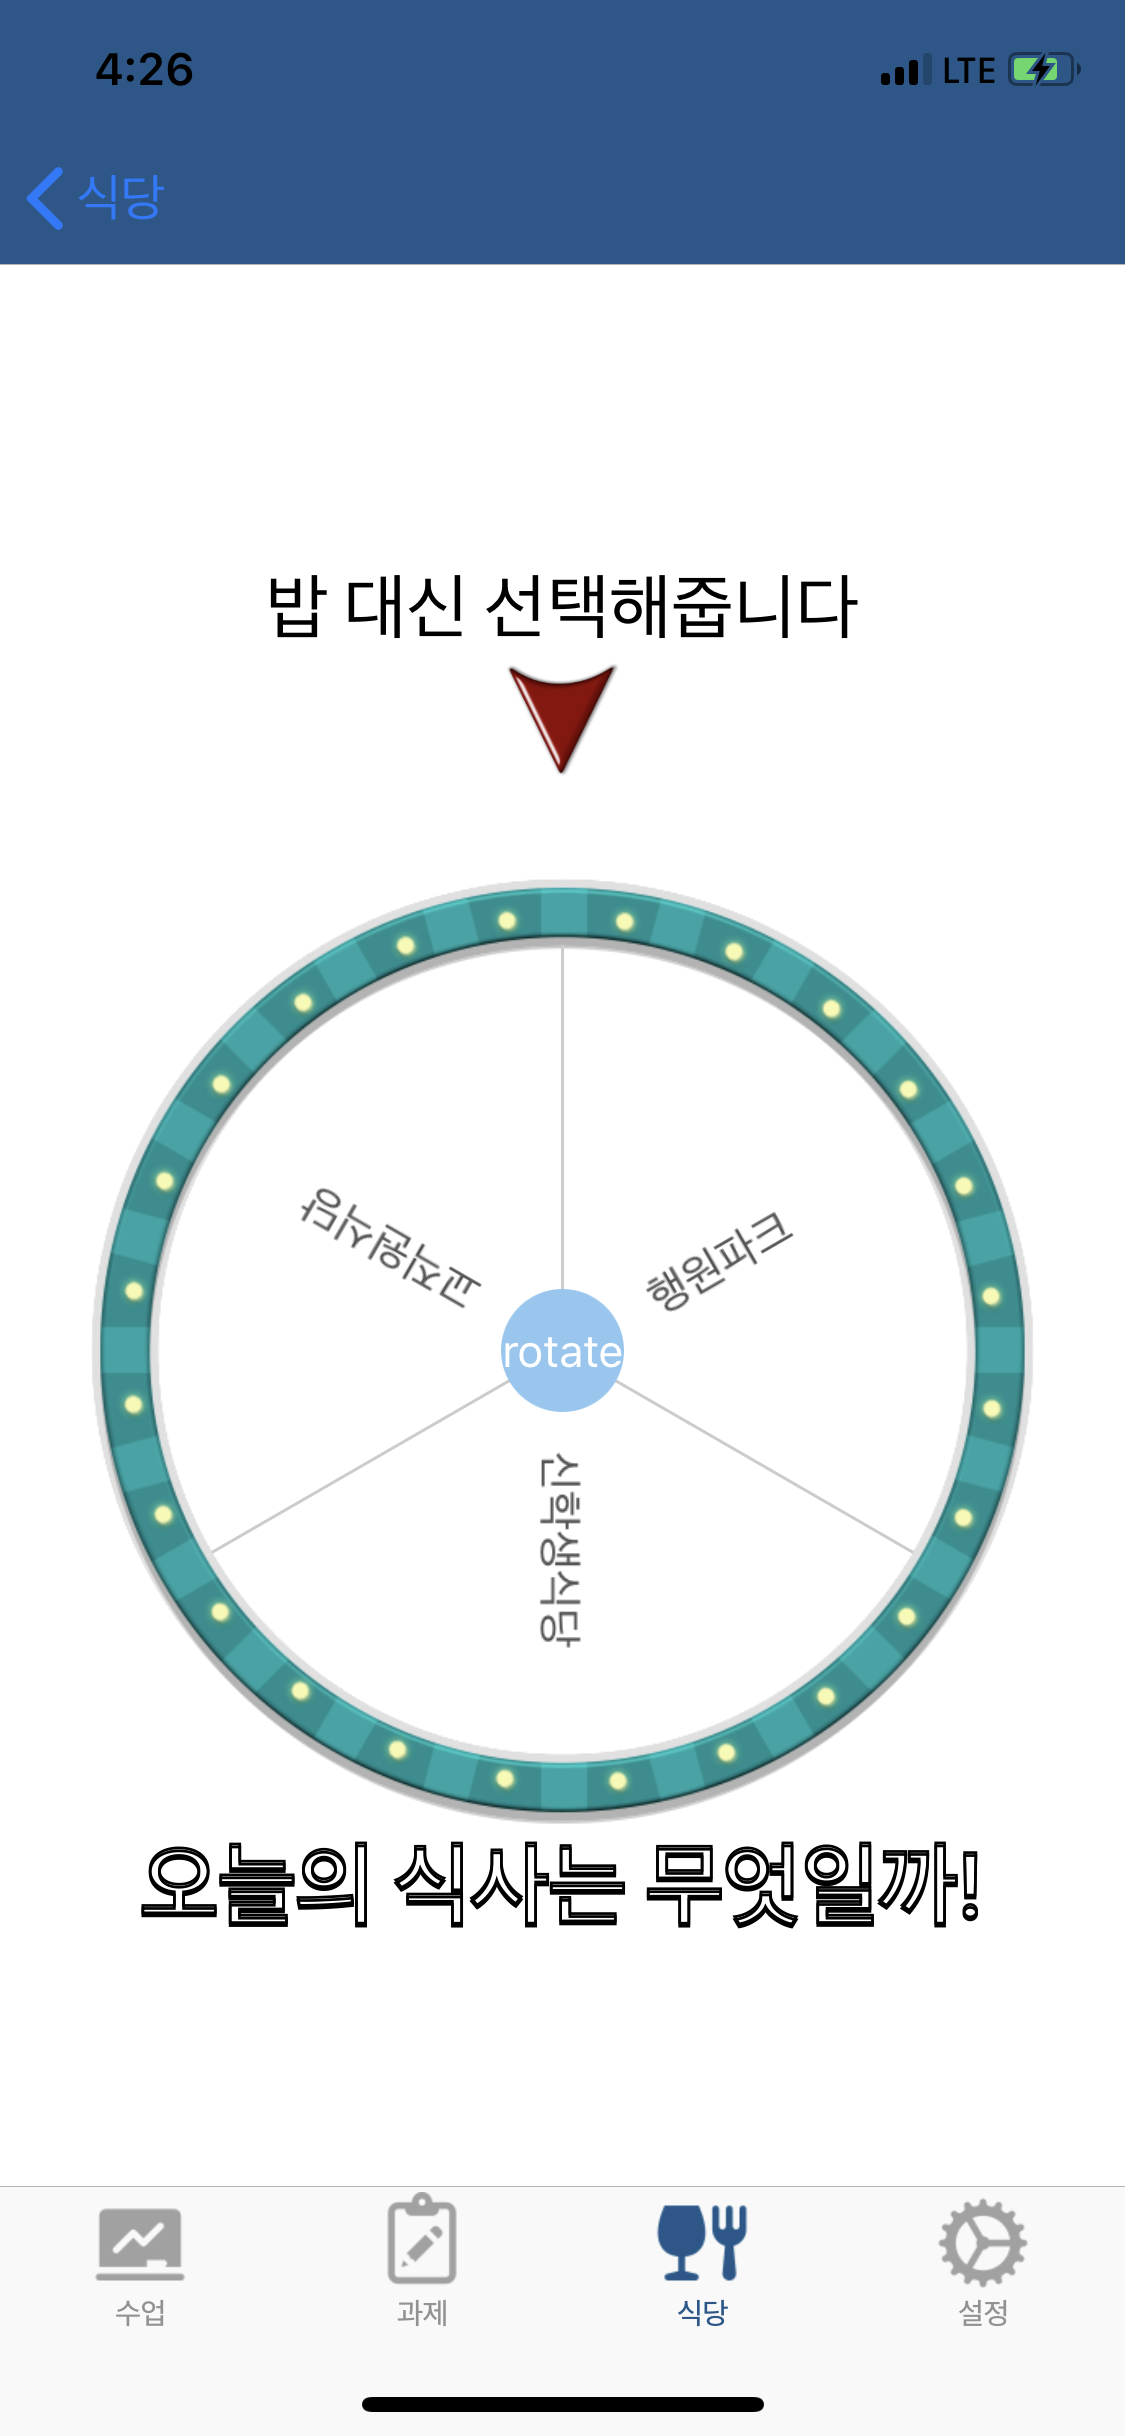 4:26
LTE
식당
밥 대신 선택해줍니다
교직원식당
행원파크
rotate
신학생식당
오늘의 식사는 무엇일까!
수업
과제
식당
설정